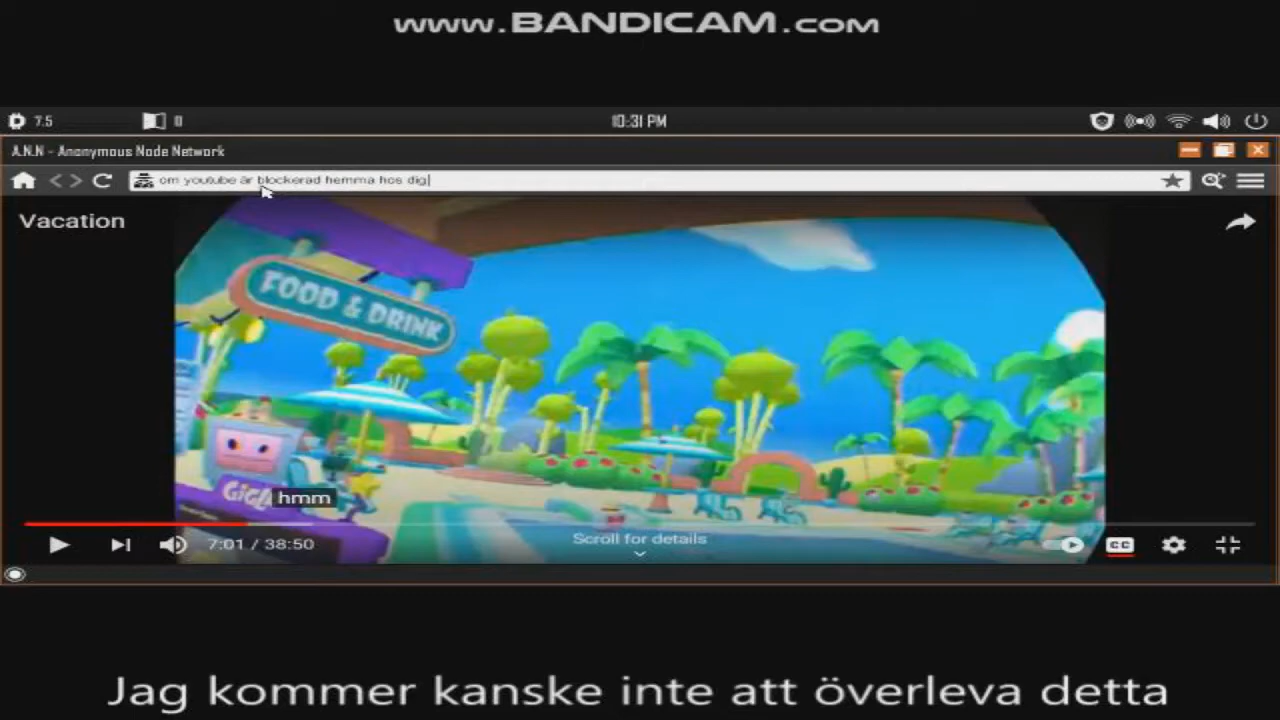 www.BANDICAM.com
7.5 0 10:31 PM
A.N.N - Anonymous Node Network
om youtube är blockerad hemma hos dig
Vacation
FOOD & DRINK
hmm
7:01 / 38:50
Scroll for details
CC
Jag kommer kanske inte att överleva detta